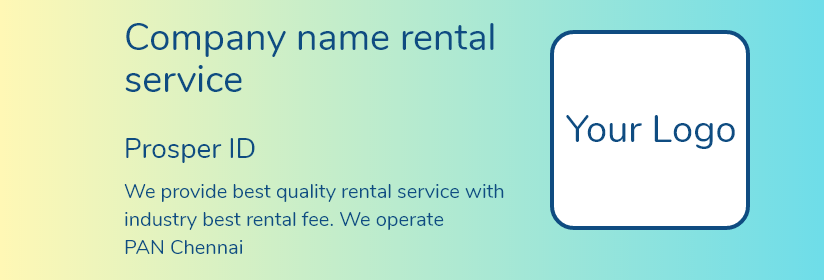 Company name rental
service
Prosper ID
We provide best quality rental service with
industry best rental fee. We operate
PAN Chennai
Your Logo